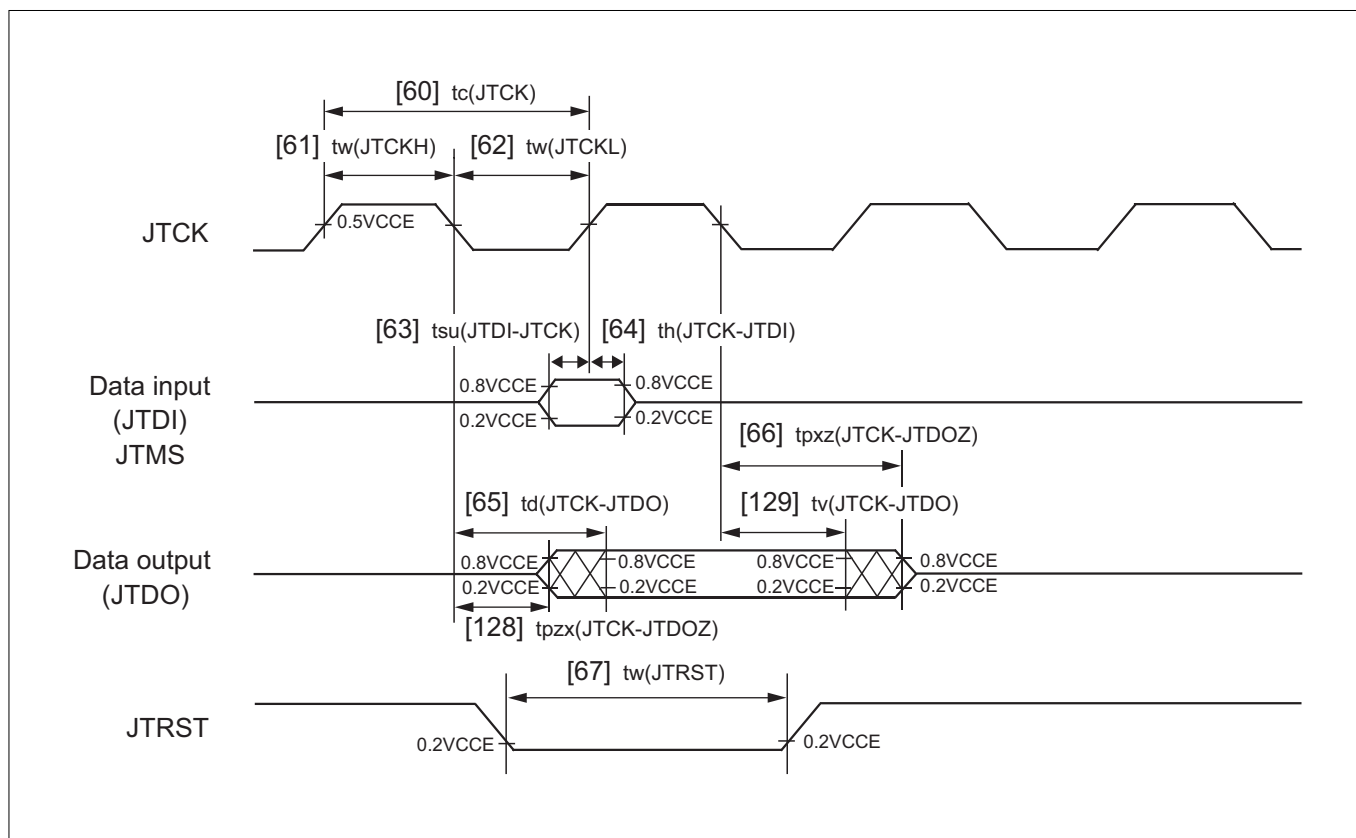 [60] tc(JTCK)
[61] tw(JTCKH) [62] tw(JTCKL)
JTCK
0.5VCCE
[63] tsu(JTDI-JTCK) [64] th(JTCK-JTDI)
Data input
(JTDI)
JTMS
0.8VCCE 0.8VCCE
0.2VCCE 0.2VCCE
[66] tpxz(JTCK-JTDOZ)
[65] td(JTCK-JTDO) [129] tv(JTCK-JTDO)
Data output
(JTDO)
0.8VCCE 0.8VCCE 0.8VCCE 0.8VCCE
0.2VCCE 0.2VCCE 0.2VCCE 0.2VCCE
[128] tpzx(JTCK-JTDOZ)
[67] tw(JTRST)
JTRST
0.2VCCE 0.2VCCE